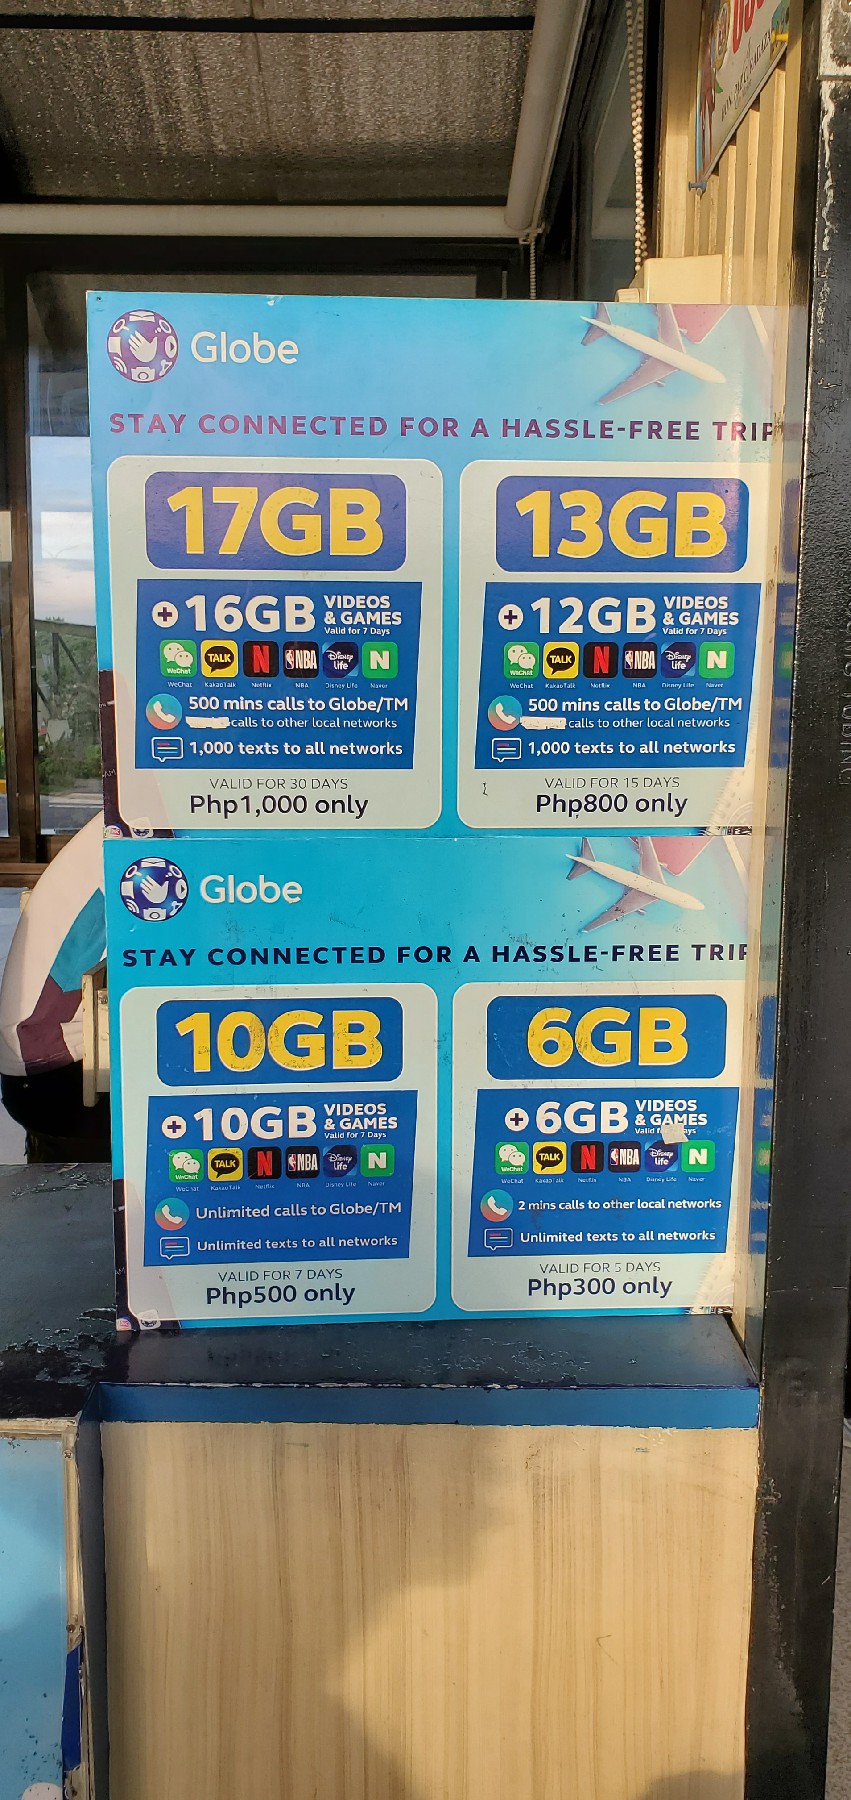 Globe
STAY CONNECTED FOR A HASSLE-FREE TRIP
17GB
+16GB VIDEOS & GAMES
Valid for 7 Days
WeChat KakaoTalk Netflix NBA Disney Life Naver
500 mins calls to Globe/TM
calls to other local networks
1,000 texts to all networks
VALID FOR 30 DAYS
Php1,000 only
13GB
+12GB VIDEOS & GAMES
Valid for 7 Days
WeChat KakaoTalk Netflix NBA Disney Life Naver
500 mins calls to Globe/TM
calls to other local networks
1,000 texts to all networks
VALID FOR 15 DAYS
Php800 only
Globe
STAY CONNECTED FOR A HASSLE-FREE TRIP
10GB
+10GB VIDEOS & GAMES
Valid for 7 Days
WeChat KakaoTalk Netflix NBA Disney Life Naver
Unlimited calls to Globe/TM
Unlimited texts to all networks
VALID FOR 7 DAYS
Php500 only
6GB
+6GB VIDEOS & GAMES
Valid
WeChat KakaoTalk Netflix NBA Disney Life Naver
2 mins calls to other local networks
Unlimited texts to all networks
VALID FOR 5 DAYS
Php300 only